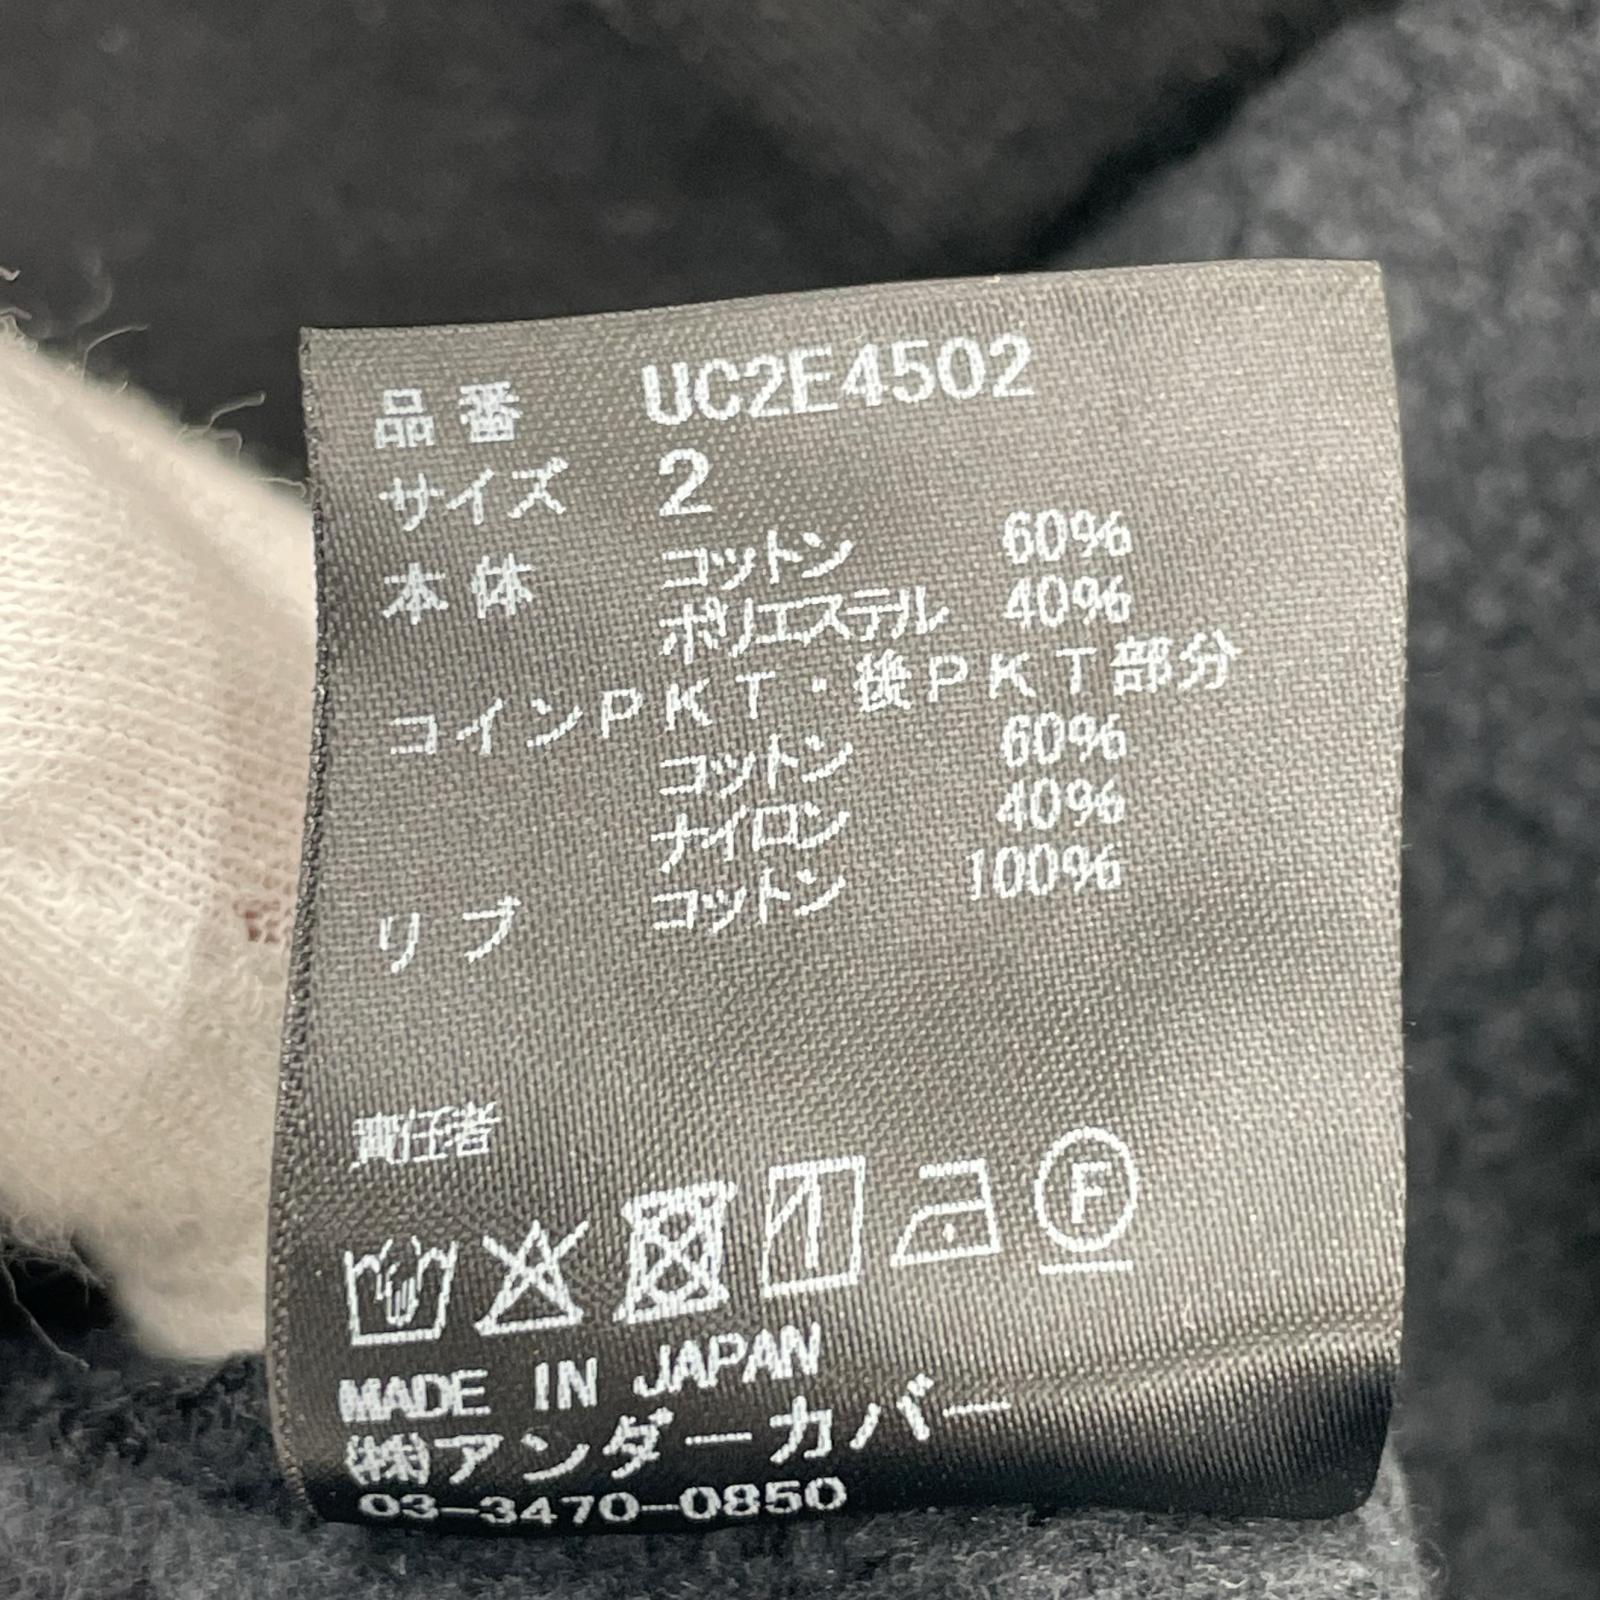 品番 UC2E4502
サイズ 2
本体 コットン 60%
ポリエステル 40%
コインPKT・後PKT部分
コットン 60%
ナイロン 40%
リブ コットン 100%
責任者
F
MADE IN JAPAN
(株)アンダーカバー
03-3470-0850